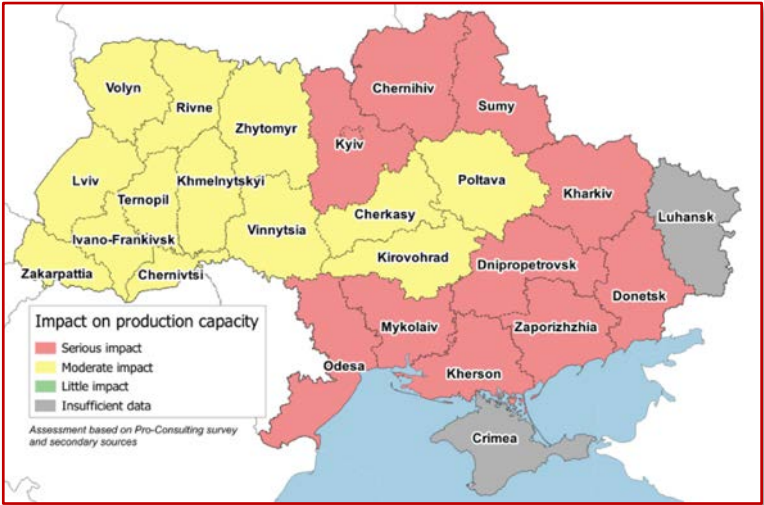 Volyn
Rivne
Chernihiv
Sumy
Zhytomyr
Kyiv
Lviv
Khmelnytskyi
Ternopil
Poltava
Kharkiv
Cherkasy
Luhansk
Vinnytsia
Ivano-Frankivsk
Kirovohrad
Dnipropetrovsk
Zakarpattia
Chernivtsi
Donetsk
Mykolaiv
Zaporizhzhia
Odesa
Kherson
Crimea
Impact on production capacity
Serious impact
Moderate impact
Little impact
Insufficient data
Assessment based on Pro-Consulting survey
and secondary sources